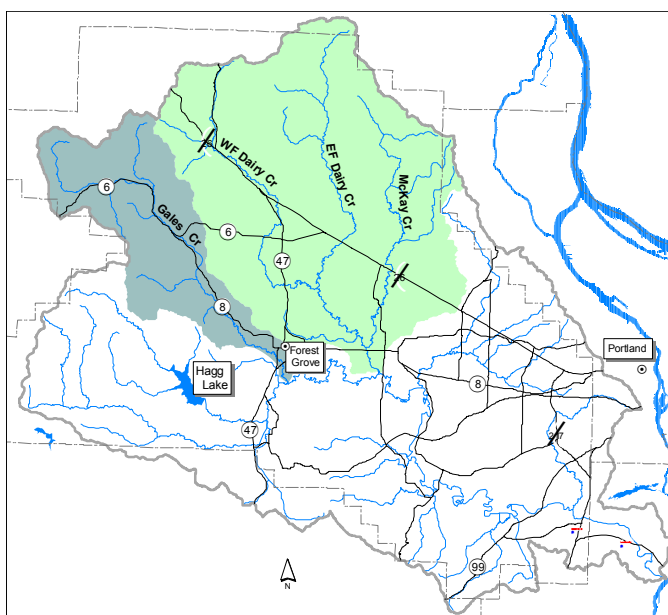 WF Dairy Cr
EF Dairy Cr
McKay Cr
6
Gales Cr
6
47
8
Forest
Grove
Portland
Hagg
Lake
8
47
99